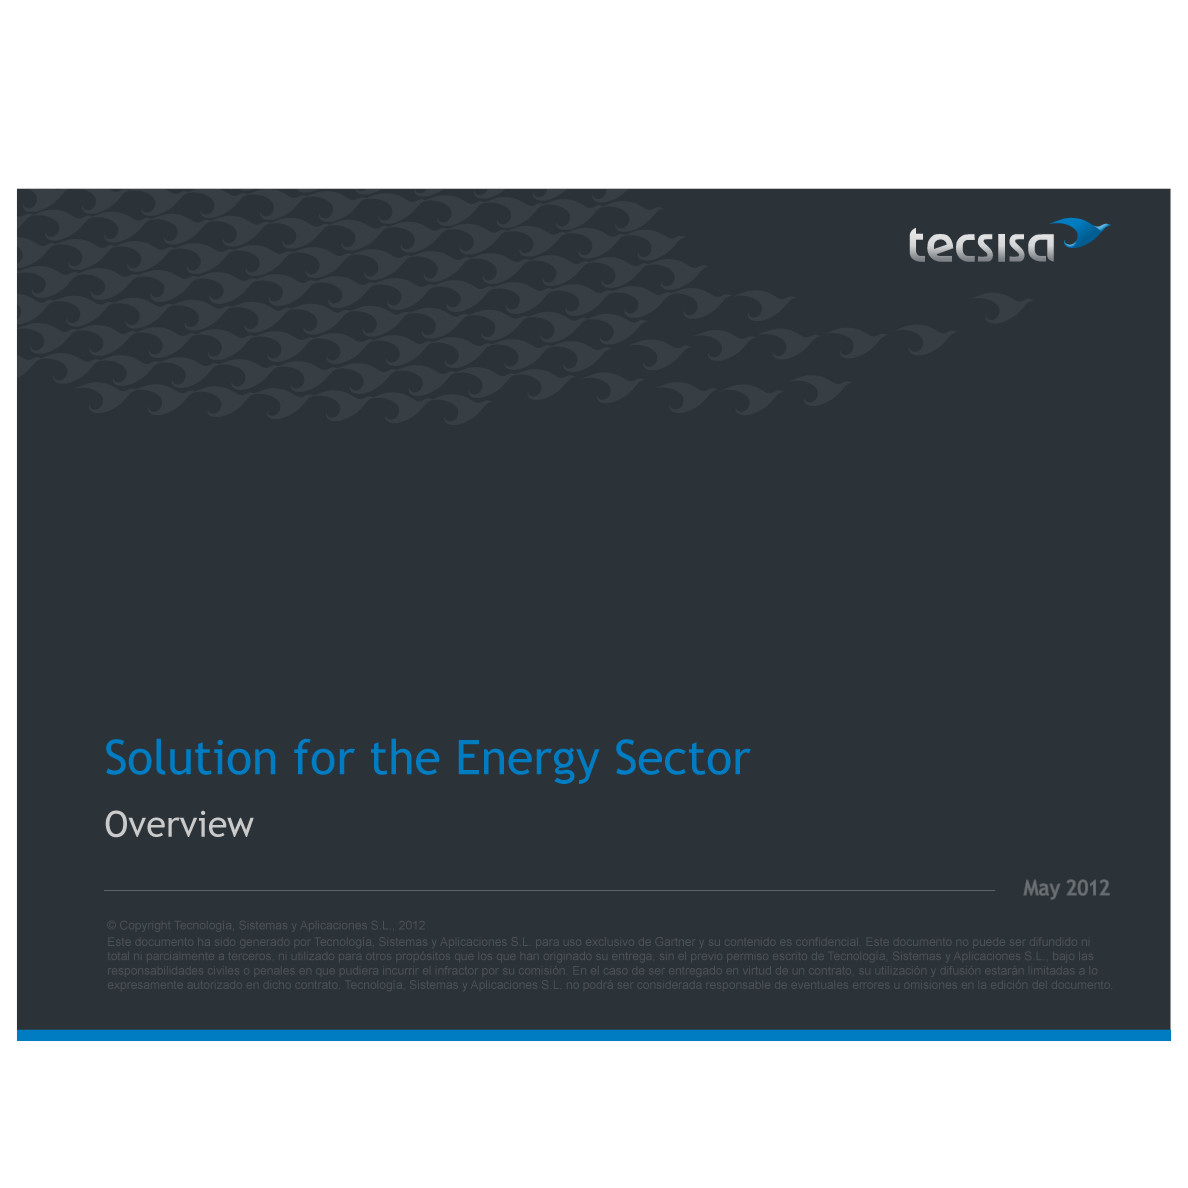 tecsisa
Solution for the Energy Sector
Overview
May 2012
© Copyright Tecnología, Sistemas y Aplicaciones S.L., 2012
Este documento ha sido generado por Tecnología, Sistemas y Aplicaciones S.L. para uso exclusivo de Gartner y su contenido es confidencial. Este documento no puede ser difundido ni
total ni parcialmente a terceros, ni utilizado para otros propósitos que los que han originado su entrega, sin el previo permiso escrito de Tecnología, Sistemas y Aplicaciones S.L., bajo las
responsabilidades civiles o penales en que pudiera incurrir el infractor por su comisión. En el caso de ser entregado en virtud de un contrato, su utilización y difusión estarán limitadas a lo
expresamente autorizado en dicho contrato. Tecnología, Sistemas y Aplicaciones S.L. no podrá ser considerada responsable de eventuales errores u omisiones en la edición del documento.